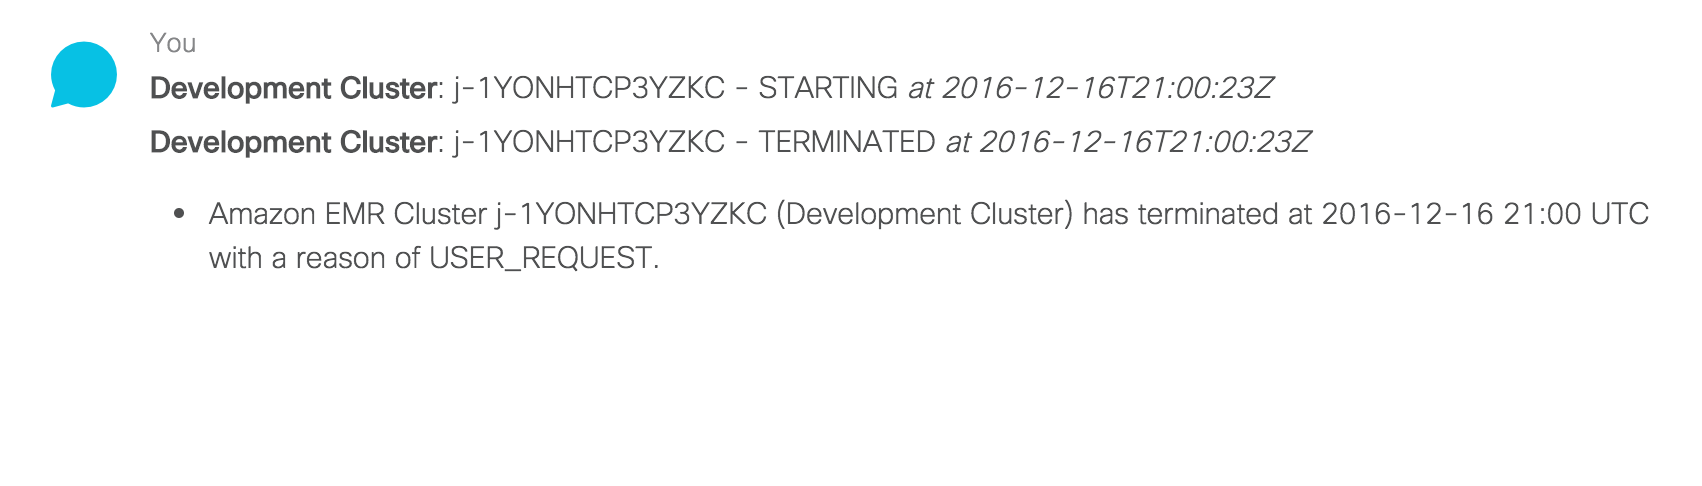 You
Development Cluster: j-1YONHTCP3YZKC - STARTING at 2016-12-16T21:00:23Z
Development Cluster: j-1YONHTCP3YZKC - TERMINATED at 2016-12-16T21:00:23Z
• Amazon EMR Cluster j-1YONHTCP3YZKC (Development Cluster) has terminated at 2016-12-16 21:00 UTC
with a reason of USER_REQUEST.